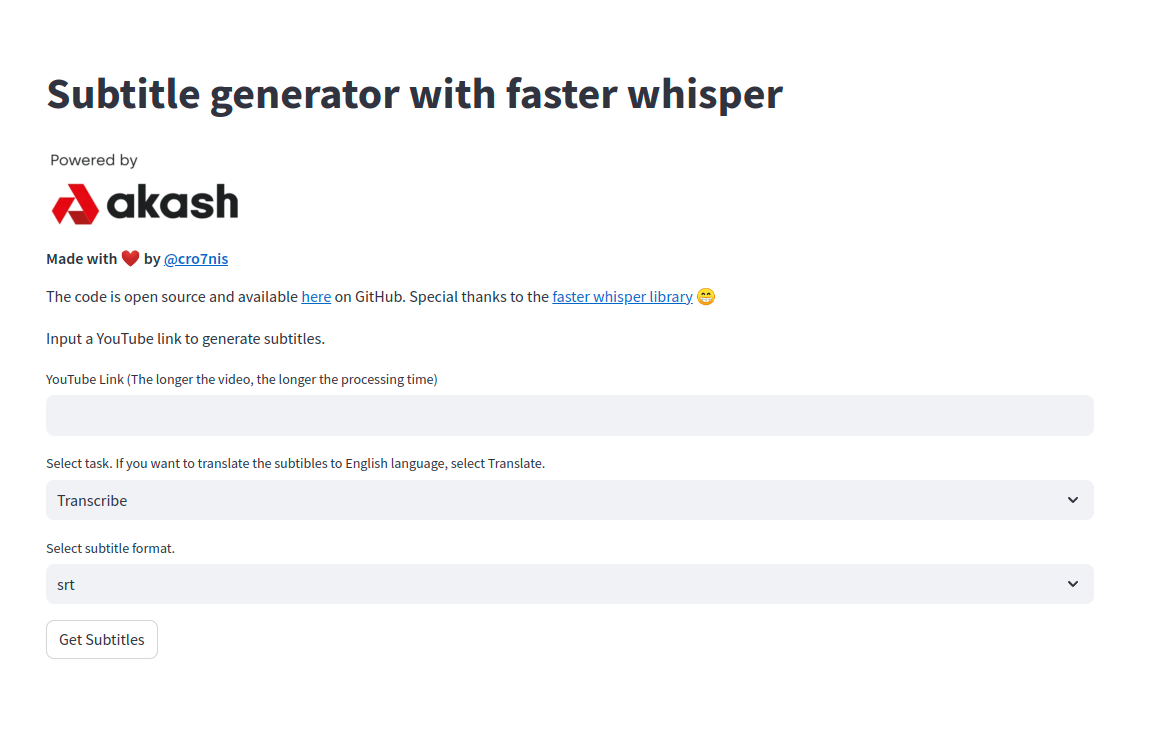 Subtitle generator with faster whisper
Powered by
akash
Made with ❤️ by @cro7nis
The code is open source and available here on GitHub. Special thanks to the faster whisper library 😁
Input a YouTube link to generate subtitles.
YouTube Link (The longer the video, the longer the processing time)
Select task. If you want to translate the subtibles to English language, select Translate.
Transcribe
Select subtitle format.
srt
Get Subtitles